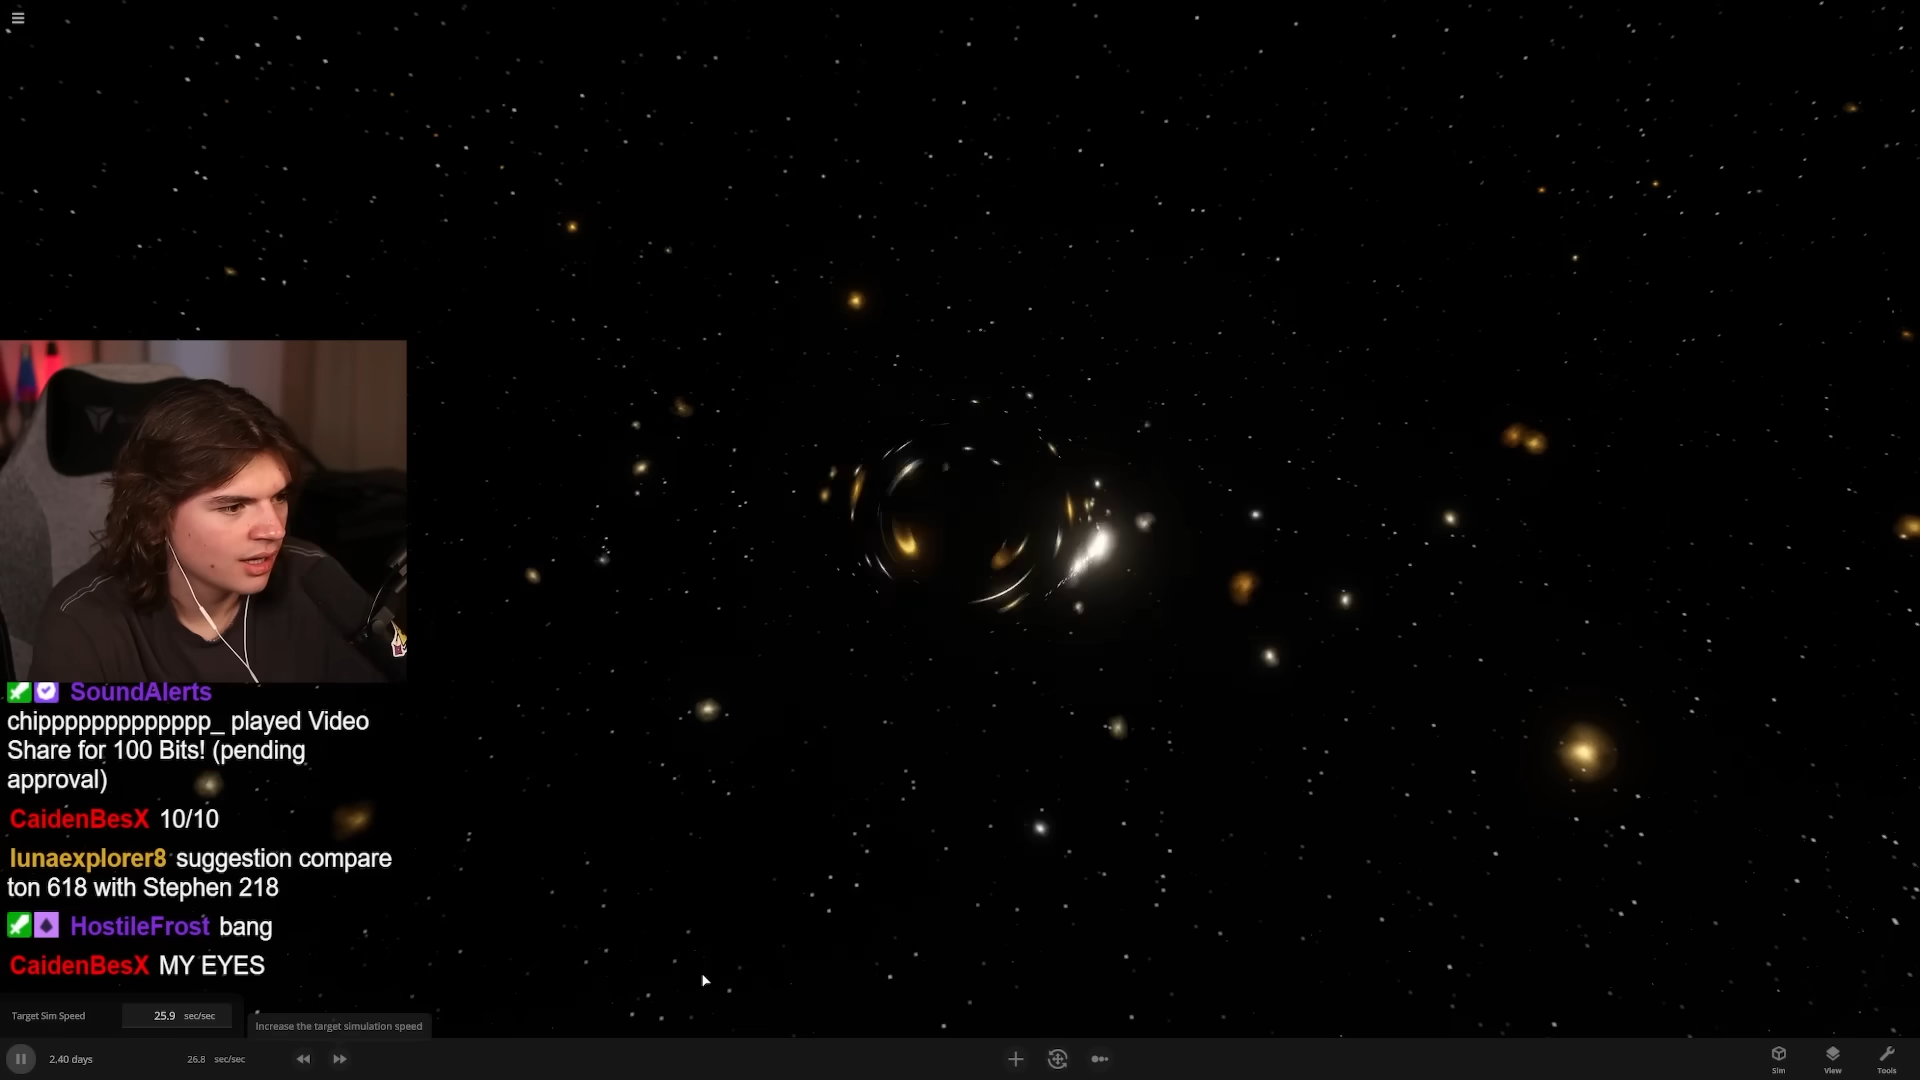 SoundAlerts
chipppppppppppp_ played Video
Share for 100 Bits! (pending
approval)
CaidenBesX 10/10
lunaexplorer8 suggestion compare
ton 618 with Stephen 218
HostileFrost bang
CaidenBesX MY EYES
Target Sim Speed 25.9 sec/sec
Increase the target simulation speed
2.40 days 26.8 sec/sec
Sim View Tools